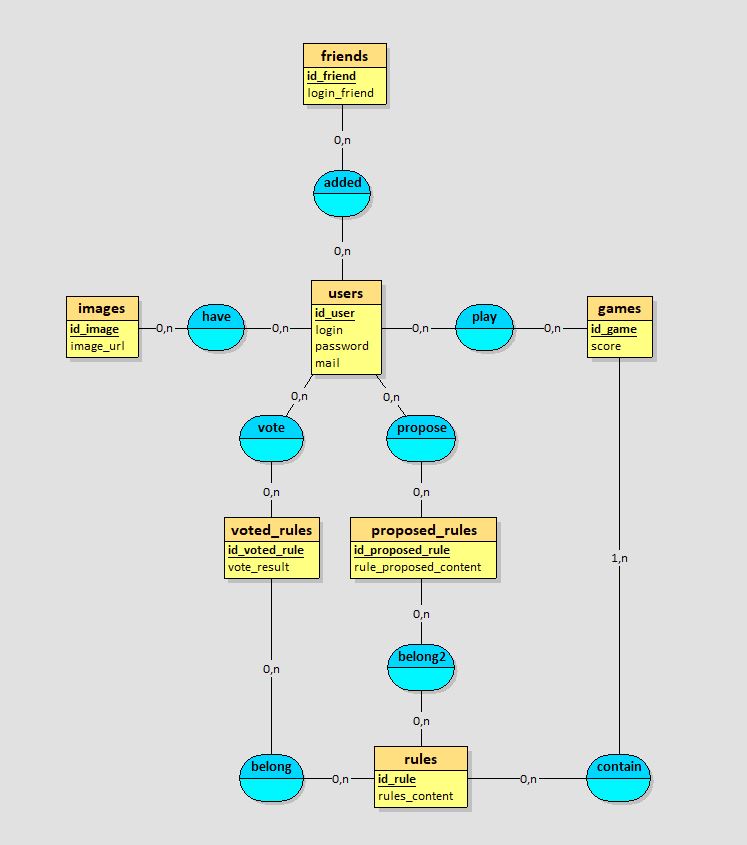 friends
id_friend
login_friend
0,n
added
0,n
images
id_image
image_url
0,n
have
0,n
users
id_user
login
password
mail
0,n
play
0,n
games
id_game
score
0,n
0,n
vote
propose
0,n
0,n
voted_rules
id_voted_rule
vote_result
proposed_rules
id_proposed_rule
rule_proposed_content
1,n
0,n
belong2
0,n
0,n
belong
0,n
rules
id_rule
rules_content
0,n
contain